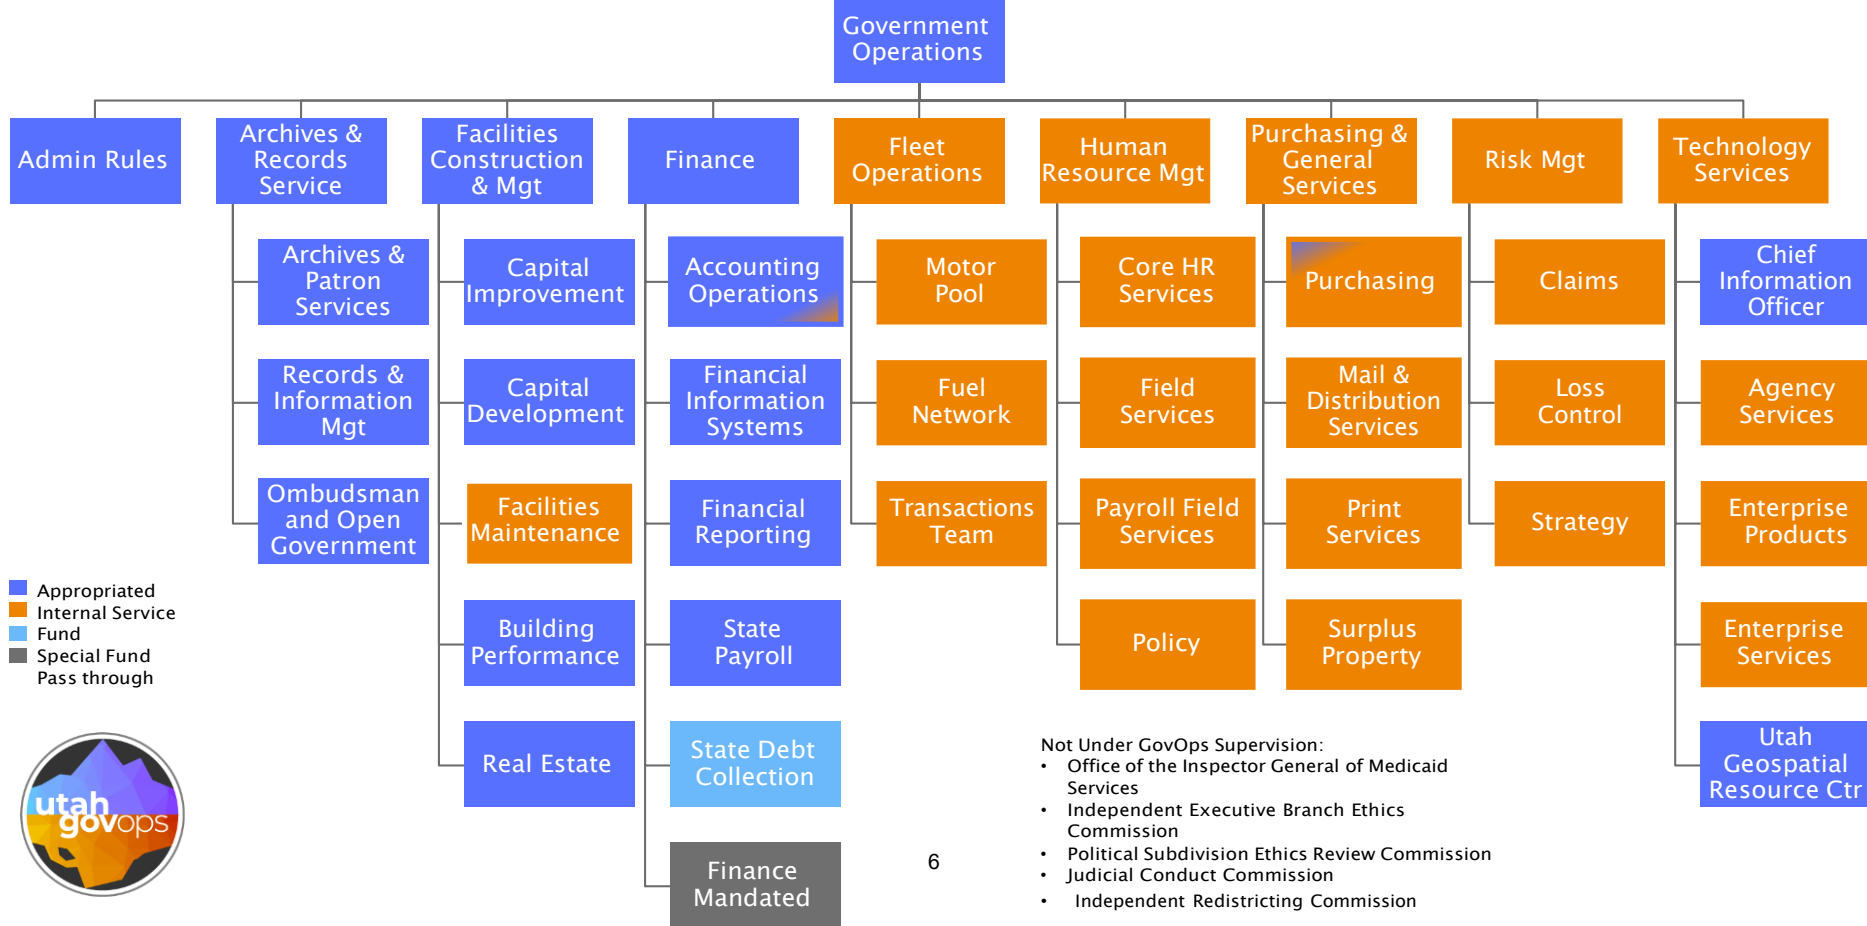 Government
Operations
Admin Rules
Archives &
Records
Service
Facilities
Construction
& Mgt
Finance
Fleet
Operations
Human
Resource Mgt
Purchasing &
General
Services
Risk Mgt
Technology
Services
Archives &
Patron
Services
Records &
Information
Mgt
Ombudsman
and Open
Government
Capital
Improvement
Capital
Development
Facilities
Maintenance
Building
Performance
Real Estate
Accounting
Operations
Financial
Information
Systems
Financial
Reporting
State
Payroll
State Debt
Collection
Finance
Mandated
Motor
Pool
Fuel
Network
Transactions
Team
Core HR
Services
Field
Services
Payroll Field
Services
Policy
Purchasing
Mail &
Distribution
Services
Print
Services
Surplus
Property
Claims
Loss
Control
Strategy
Chief
Information
Officer
Agency
Services
Enterprise
Products
Enterprise
Services
Utah
Geospatial
Resource Ctr
Appropriated
Internal Service
Fund
Special Fund
Pass through
utah
govops
6
Not Under GovOps Supervision:
• Office of the Inspector General of Medicaid
Services
• Independent Executive Branch Ethics
Commission
• Political Subdivision Ethics Review Commission
• Judicial Conduct Commission
• Independent Redistricting Commission